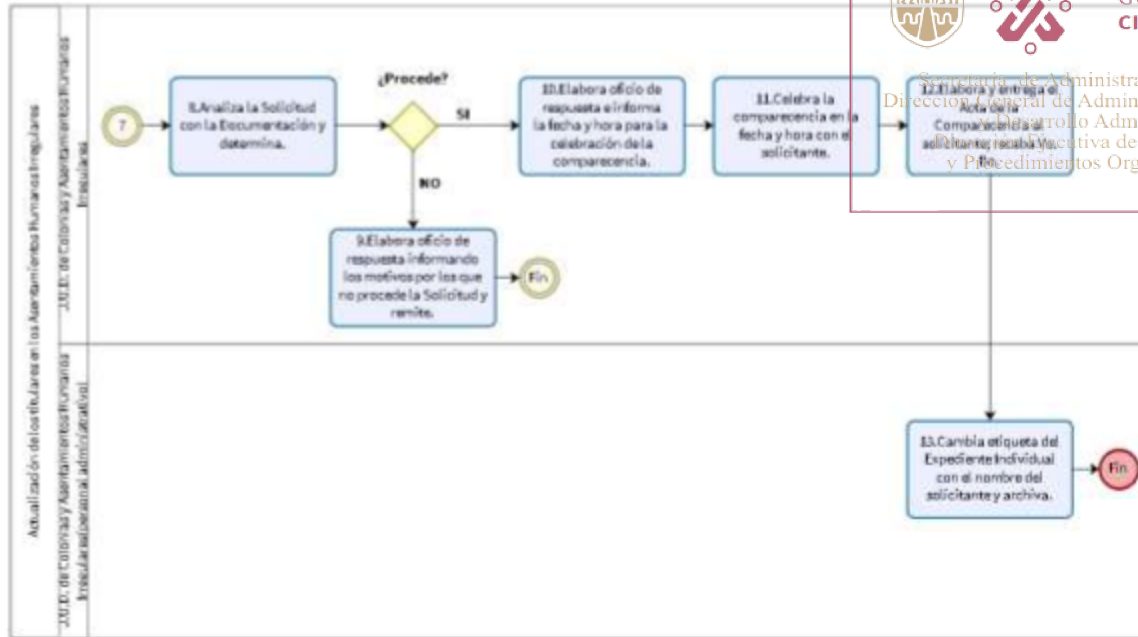 Actualización de los titulares en los Asentamientos Humanos Irregulares
J.U.D. de Colonias y Asentamientos Humanos
Irregulares
J.U.D. de Colonias y Asentamientos Humanos
Irregulares(personal administrativo)
7
8.Analiza la Solicitud
con la Documentación y
determina.
¿Procede?
SI
NO
9.Elabora oficio de
respuesta informando
los motivos por los que
no procede la Solicitud y
remite.
Fin
10.Elabora oficio de
respuesta e informa
la fecha y hora para la
celebración de la
comparecencia.
11.Celebra la
comparecencia en la
fecha y hora con el
solicitante.
12.Elabora y entrega el
Acta de la
Comparecencia al
solicitante, recaba Vo.
Bo.
13.Cambia etiqueta del
Expediente Individual
con el nombre del
solicitante y archiva.
Fin
CI
Secretaría de Administra
Dirección General de Admin
y Desarrollo Adm
Ejecutiva de
y Procedimientos Org